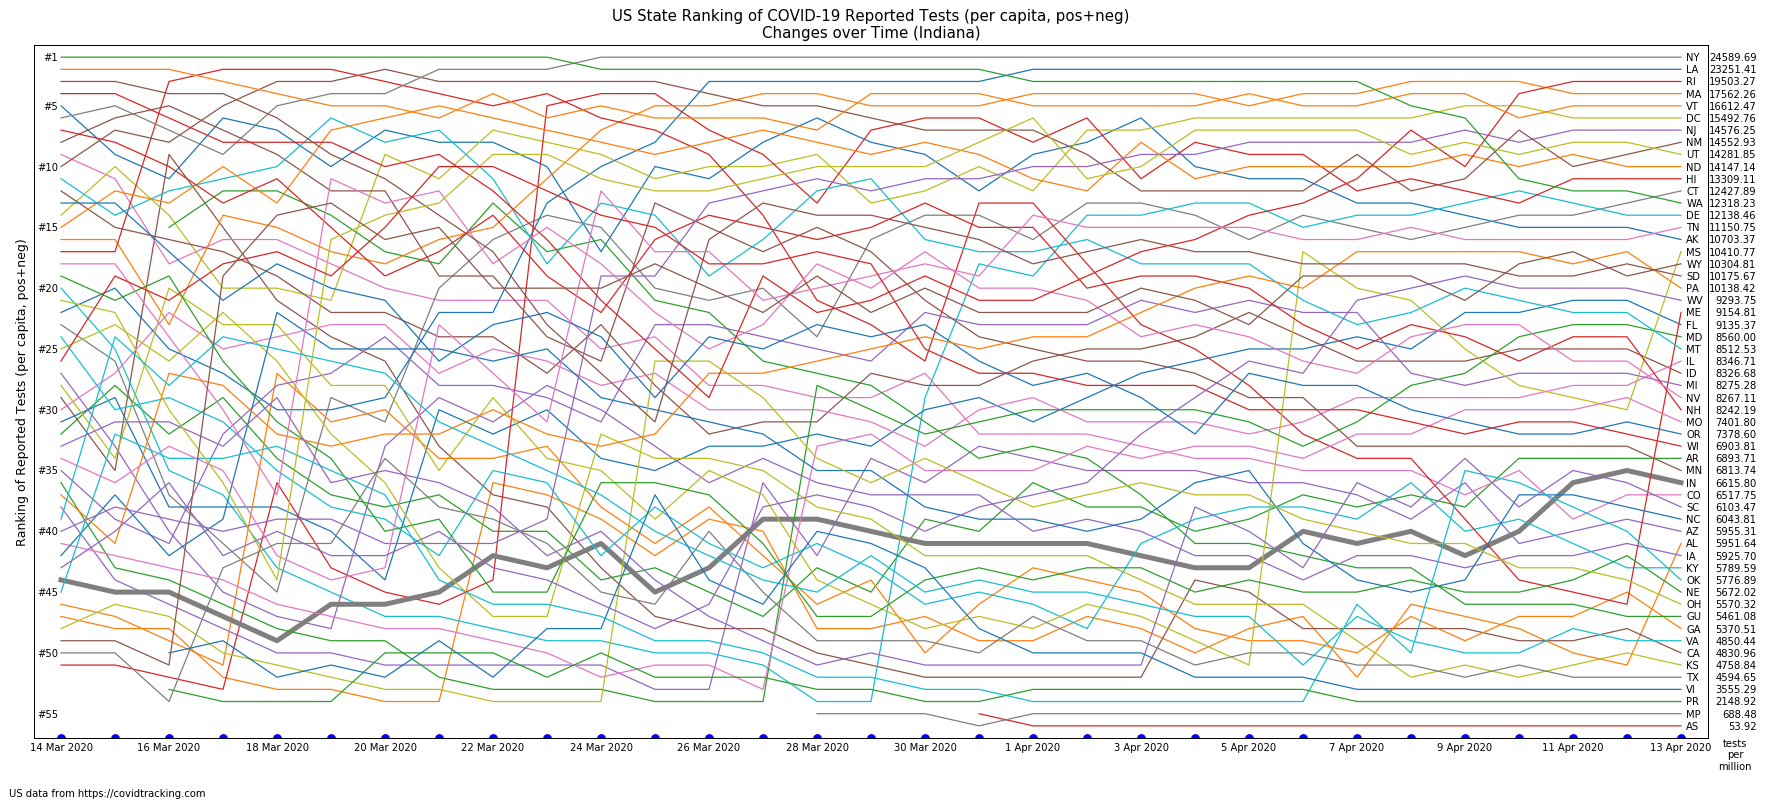 US State Ranking of COVID-19 Reported Tests (per capita, pos+neg)
Changes over Time (Indiana)
Ranking of Reported Tests (per capita, pos+neg)
#1
#5
#10
#15
#20
#25
#30
#35
#40
#45
#50
#55
NY 24589.69
LA 23251.41
RI 19503.27
MA 17562.26
VT 16612.47
DC 15492.76
NJ 14576.25
NM 14552.93
UT 14281.85
ND 14147.14
HI 13309.11
CT 12427.89
WA 12318.23
DE 12138.46
TN 11150.75
AK 10703.37
MS 10410.77
WY 10304.81
SD 10175.67
PA 10138.42
WV 9293.75
ME 9154.81
FL 9135.37
MD 8560.00
MT 8512.53
IL 8346.71
ID 8326.68
MI 8275.28
NV 8267.11
NH 8242.19
MO 7401.80
OR 7378.60
WI 6903.81
AR 6893.71
MN 6813.74
IN 6615.80
CO 6517.75
SC 6103.47
NC 6043.81
AZ 5955.31
AL 5951.64
IA 5925.70
KY 5789.59
OK 5776.89
NE 5672.02
OH 5570.32
GU 5461.08
GA 5370.51
VA 4850.44
CA 4830.96
KS 4758.84
TX 4594.65
VI 3555.29
PR 2148.92
MP 688.48
AS 53.92
14 Mar 2020 16 Mar 2020 18 Mar 2020 20 Mar 2020 22 Mar 2020 24 Mar 2020 26 Mar 2020 28 Mar 2020 30 Mar 2020 1 Apr 2020 3 Apr 2020 5 Apr 2020 7 Apr 2020 9 Apr 2020 11 Apr 2020 13 Apr 2020
tests
per
million
US data from https://covidtracking.com